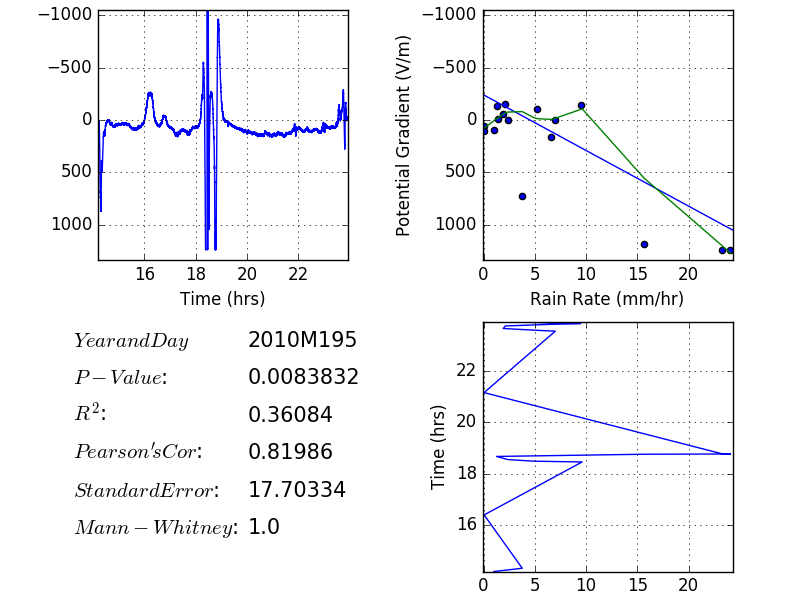 −1000
−500
0
500
1000
16
18
20
22
Time (hrs)
−1000
−500
0
500
1000
Potential Gradient (V/m)
0
5
10
15
20
Rain Rate (mm/hr)
YearandDay 2010M195
P−Value: 0.0083832
R²: 0.36084
Pearson'sCor: 0.81986
StandardError: 17.70334
Mann−Whitney: 1.0
22
20
18
16
Time (hrs)
0
5
10
15
20